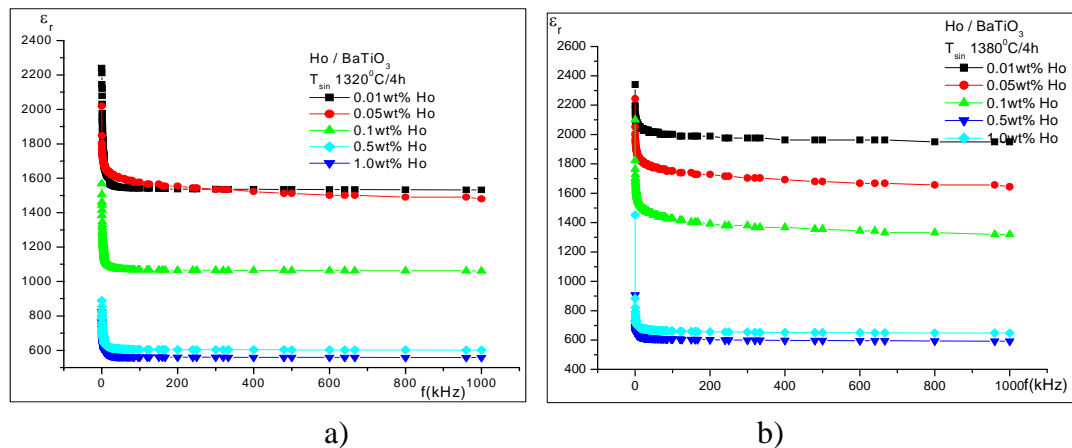 εr
2400
2200
2000
1800
1600
1400
1200
1000
800
600
Ho / BaTiO3
Tsin 1320⁰C/4h
0.01wt% Ho
0.05wt% Ho
0.1wt% Ho
0.5wt% Ho
1.0wt% Ho
0 200 400 600 800 1000
f(kHz)
a)
εr
2600
2400
2200
2000
1800
1600
1400
1200
1000
800
600
400
Ho / BaTiO3
Tsin 1380⁰C/4h
0.01wt% Ho
0.05wt% Ho
0.1wt% Ho
0.5wt% Ho
1.0wt% Ho
0 200 400 600 800 1000 f(kHz)
b)